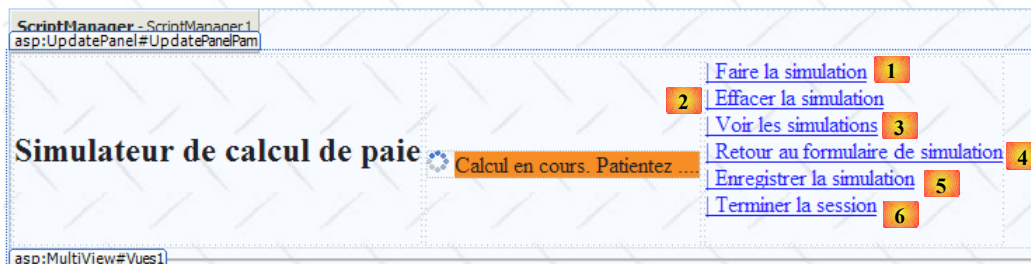 ScriptManager - ScriptManager1
asp:UpdatePanel#UpdatePanelPam
| Faire la simulation 1
2 | Effacer la simulation
| Voir les simulations 3
Simulateur de calcul de paie
Calcul en cours. Patientez ....
| Retour au formulaire de simulation 4
| Enregistrer la simulation 5
| Terminer la session 6
asp:MultiView#Vues1